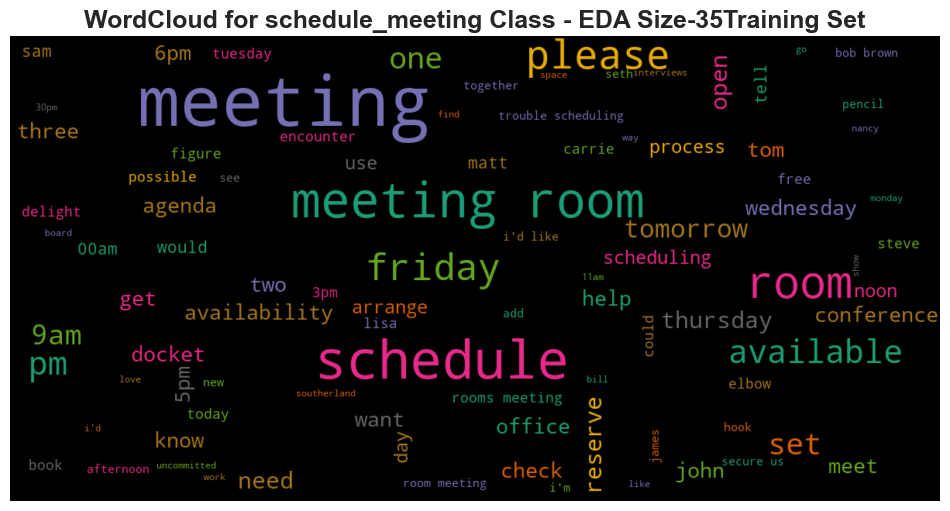 WordCloud for schedule_meeting Class - EDA Size-35Training Set
sam
6pm
tuesday
one
please
go
bob brown
space
seth
interviews
open
tell
meeting
together
30pm
find
trouble scheduling
pencil
three
encounter
way
nancy
figure
use
matt
carrie
process
tom
possible
see
free
delight
agenda
meeting room
wednesday
monday
board
00am
would
i'd like
tomorrow
steve
friday
scheduling
show
two
3pm
11am
room
noon
get
availability
arrange
help
lisa
add
thursday
conference
9am
could
pm
docket
schedule
available
love
5pm
new
bill
elbow
southerland
rooms meeting
today
reserve
i'd
want
office
hook
know
day
james
set
book
afternoon
uncommitted
check
secure us
work
need
room meeting
i'm
like
john
meet